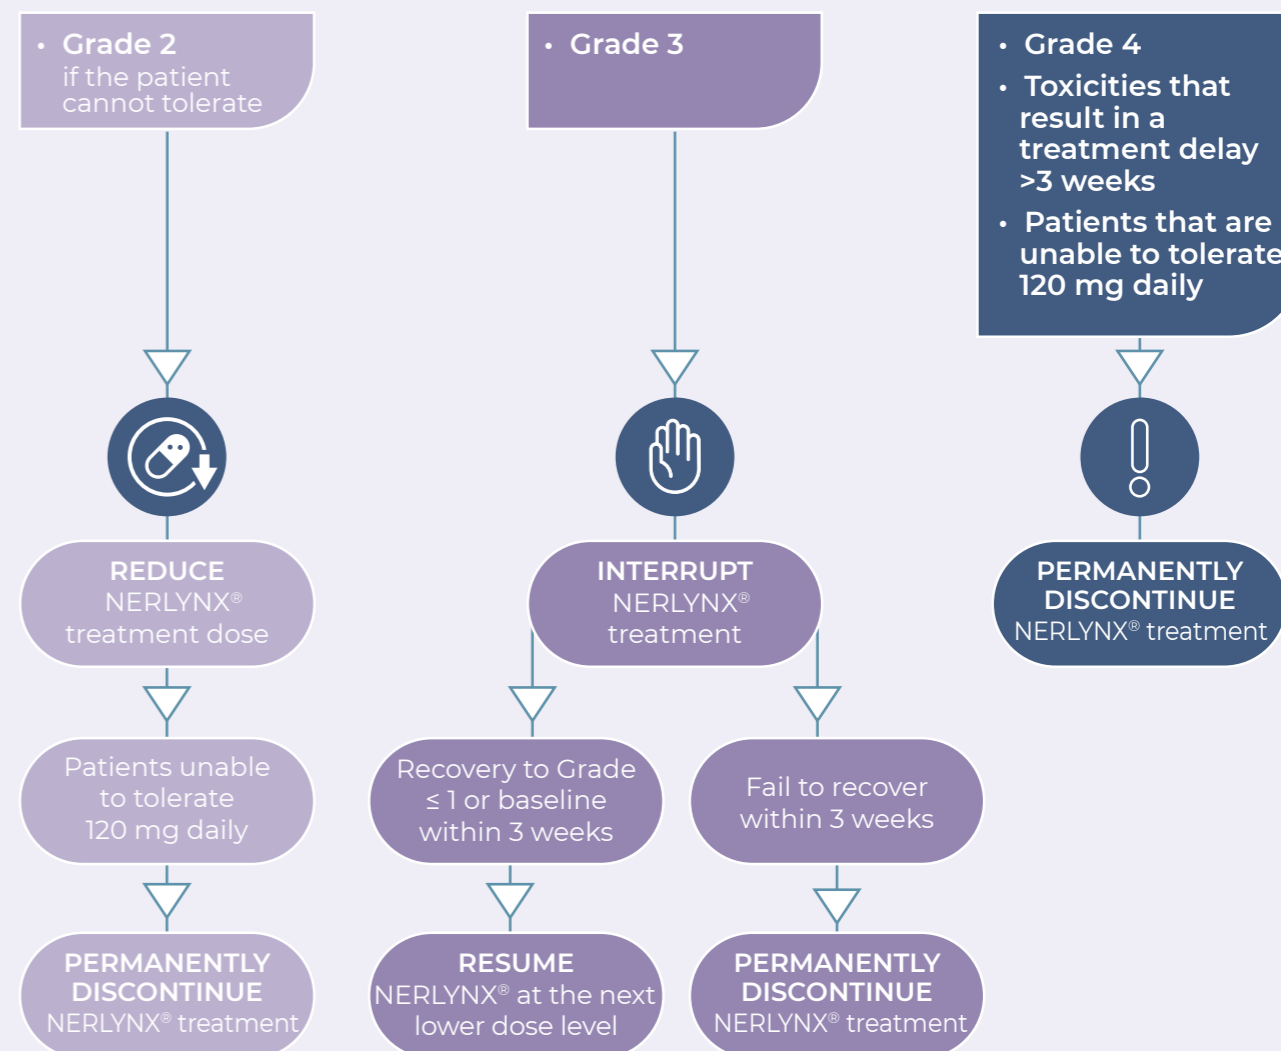 • Grade 2
if the patient
cannot tolerate
REDUCE
NERLYNX®
treatment dose
Patients unable
to tolerate
120 mg daily
PERMANENTLY
DISCONTINUE
NERLYNX® treatment
• Grade 3
INTERRUPT
NERLYNX®
treatment
Recovery to Grade
≤ 1 or baseline
within 3 weeks
RESUME
NERLYNX® at the next
lower dose level
Fail to recover
within 3 weeks
PERMANENTLY
DISCONTINUE
NERLYNX® treatment
• Grade 4
• Toxicities that
result in a
treatment delay
>3 weeks
• Patients that are
unable to tolerate
120 mg daily
PERMANENTLY
DISCONTINUE
NERLYNX® treatment